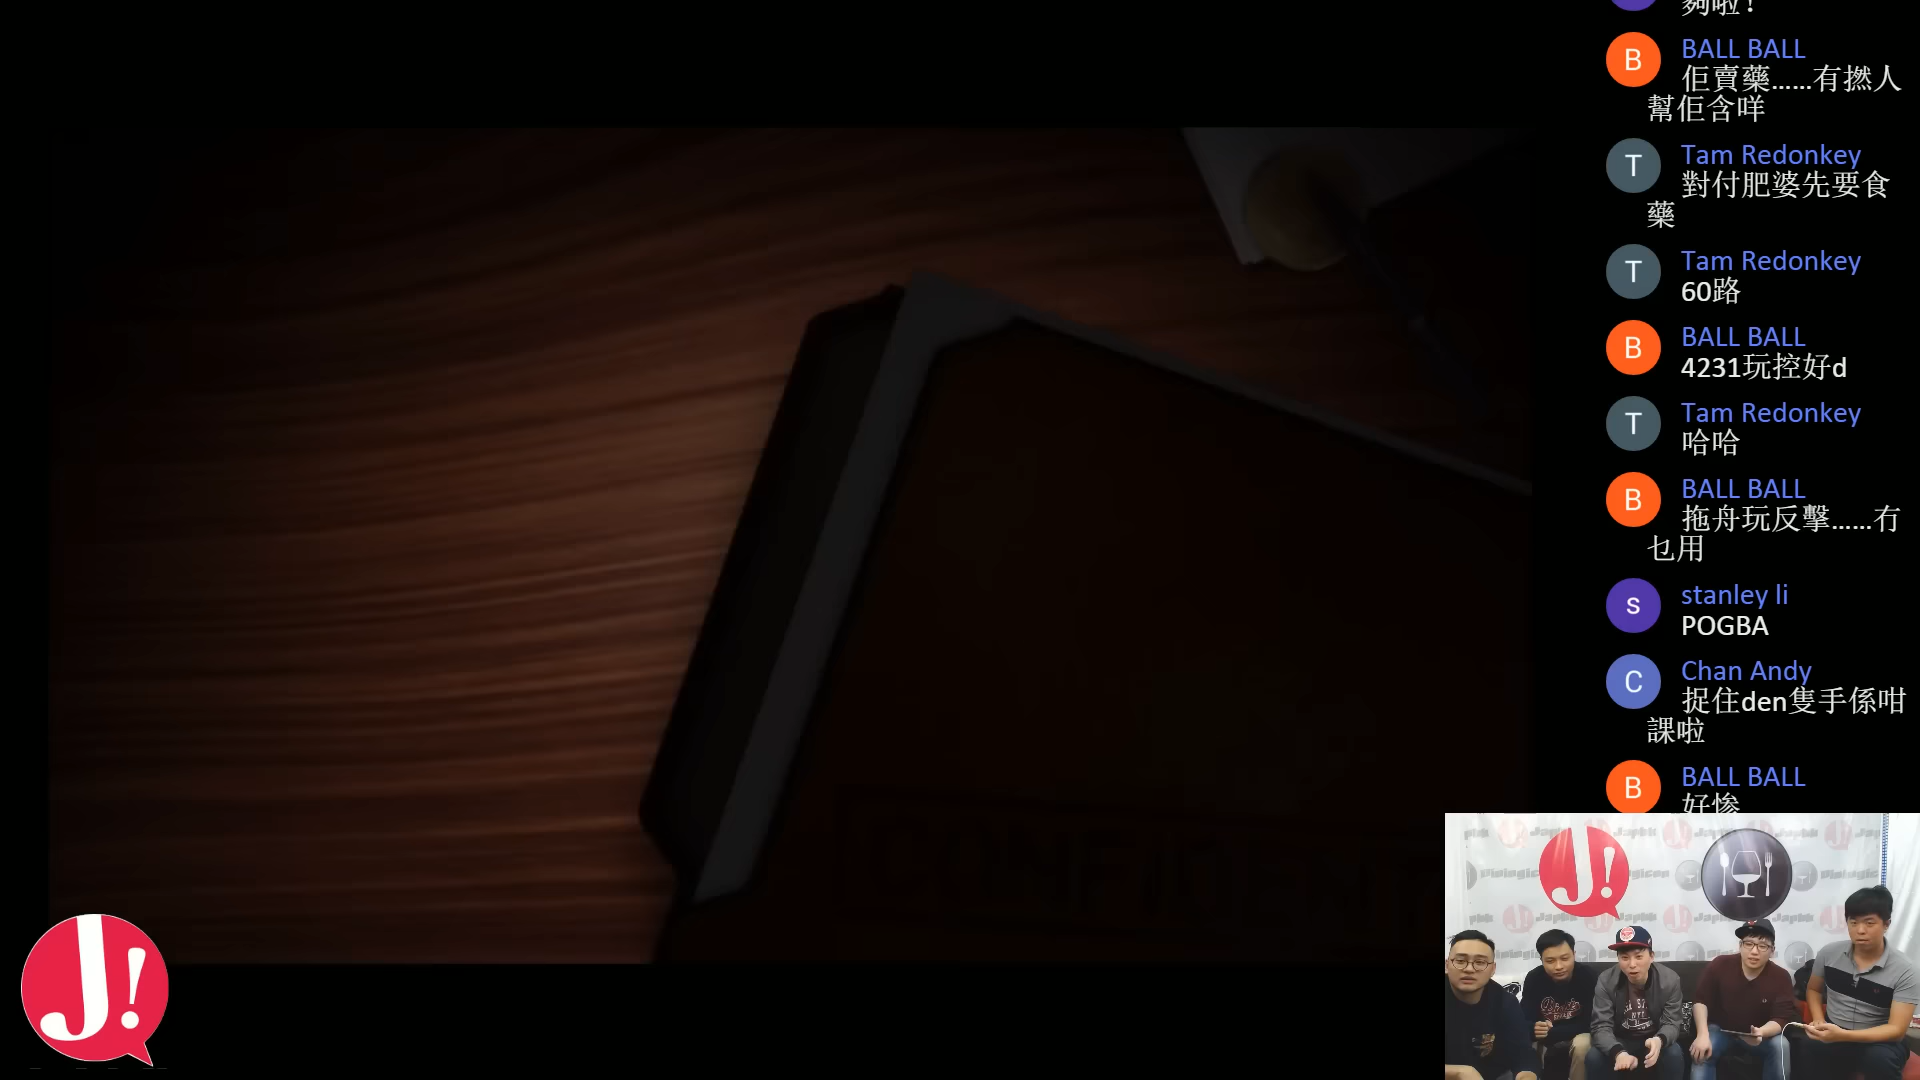 夠啦!
BALL BALL
佢賣藥......有撚人
幫佢含咩
Tam Redonkey
對付肥婆先要食
藥
Tam Redonkey
60路
BALL BALL
4231玩控好d
Tam Redonkey
哈哈
BALL BALL
拖舟玩反擊......冇
乜用
stanley li
POGBA
Chan Andy
捉住den隻手係咁
課啦
BALL BALL
好慘
J!
J!